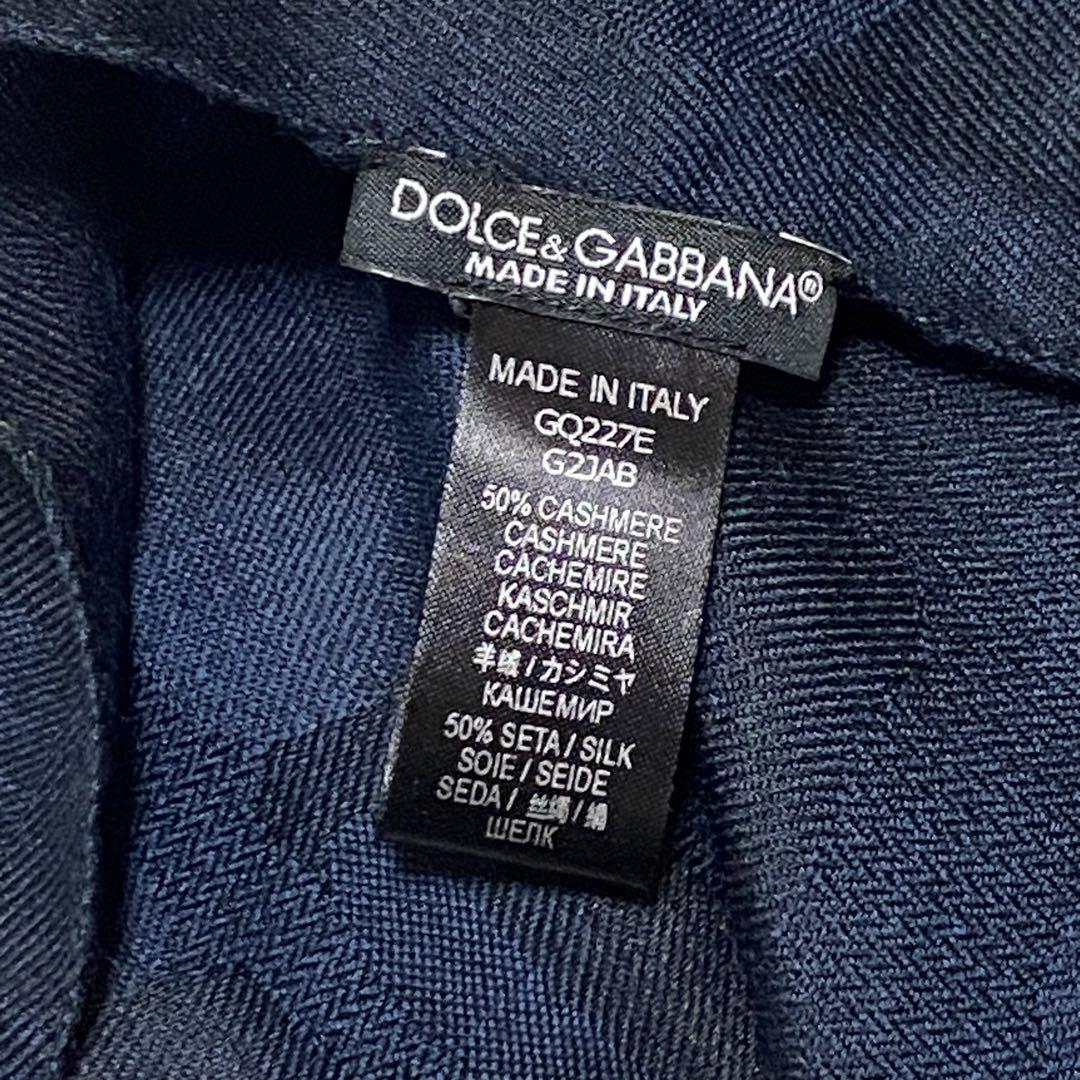 DOLCE&GABBANA®
MADE IN ITALY
MADE IN ITALY
GQ227E
G2JAB
50% CASHMERE
CASHMERE
CACHEMIRE
KASCHMIR
CACHEMIRA
羊绒/カシミヤ
КАШЕМИР
50% SETA/SILK
SOIE/SEIDE
SEDA/丝绸/絹
ШЕЛК